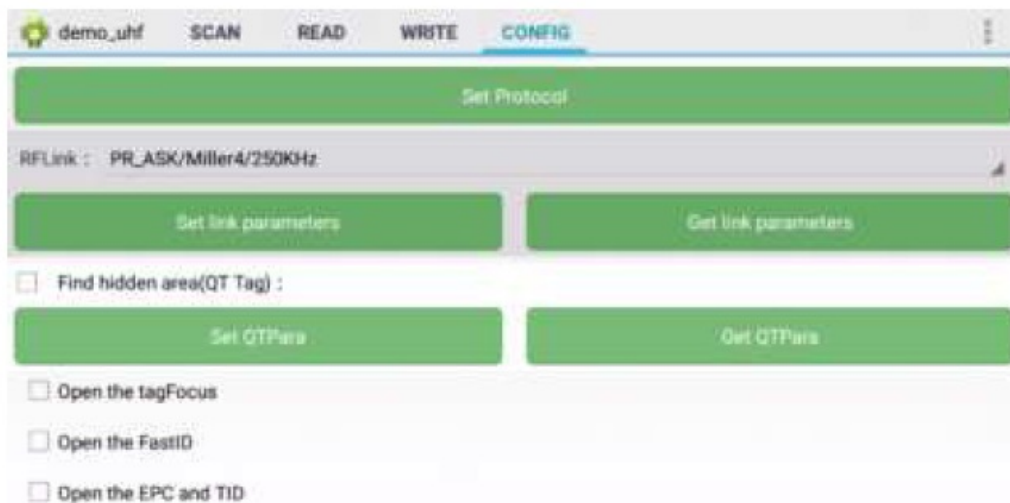 demo_uhf SCAN READ WRITE CONFIG
Set Protocol
RFLink : PR_ASK/Miller4/250KHz
Set link parameters Get link parameters
Find hidden area(QT Tag) :
Set QTPara Get QTPara
Open the tagFocus
Open the FastID
Open the EPC and TID